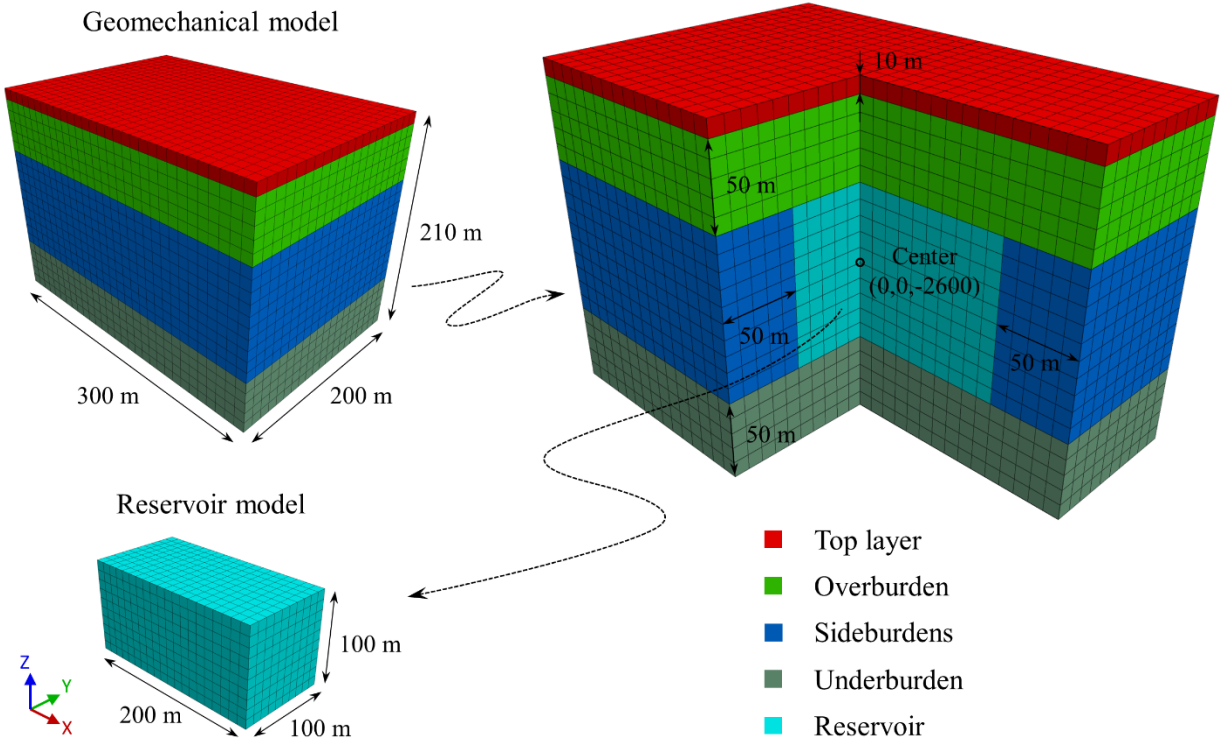 Geomechanical model
210 m
300 m
200 m
10 m
50 m
Center
(0,0,-2600)
50 m
50 m
50 m
Reservoir model
100 m
200 m
100 m
Z
Y
X
Top layer
Overburden
Sideburdens
Underburden
Reservoir